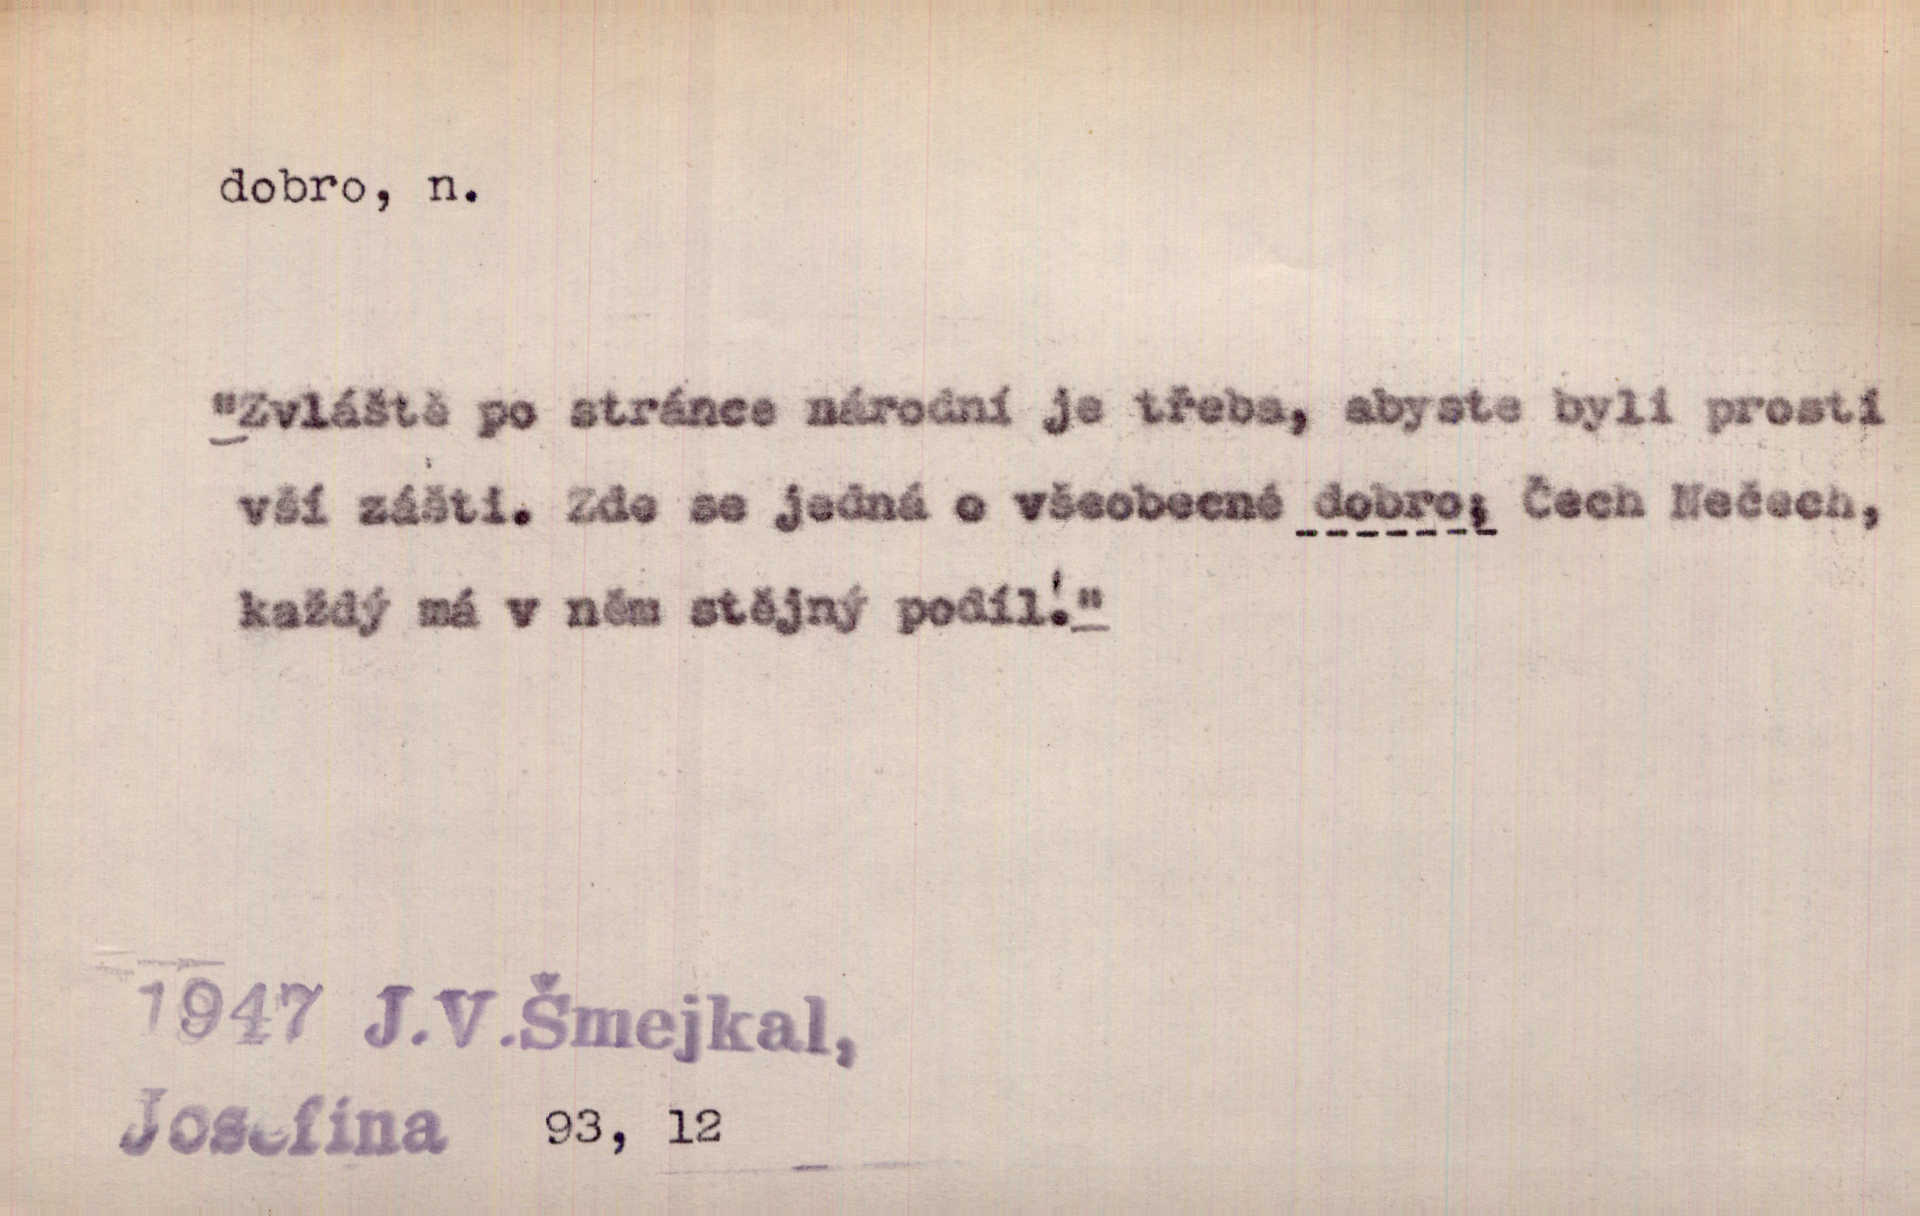 dobro, n.
"Zvláště po stránce národní je třeba, abyste byli prosti
vší zášti. Zde se jedná o všeobecné dobro; Čech Nečech,
každý má v něm stějný podíl!"
1947 J.V.Šmejkal,
Josefina 93, 12